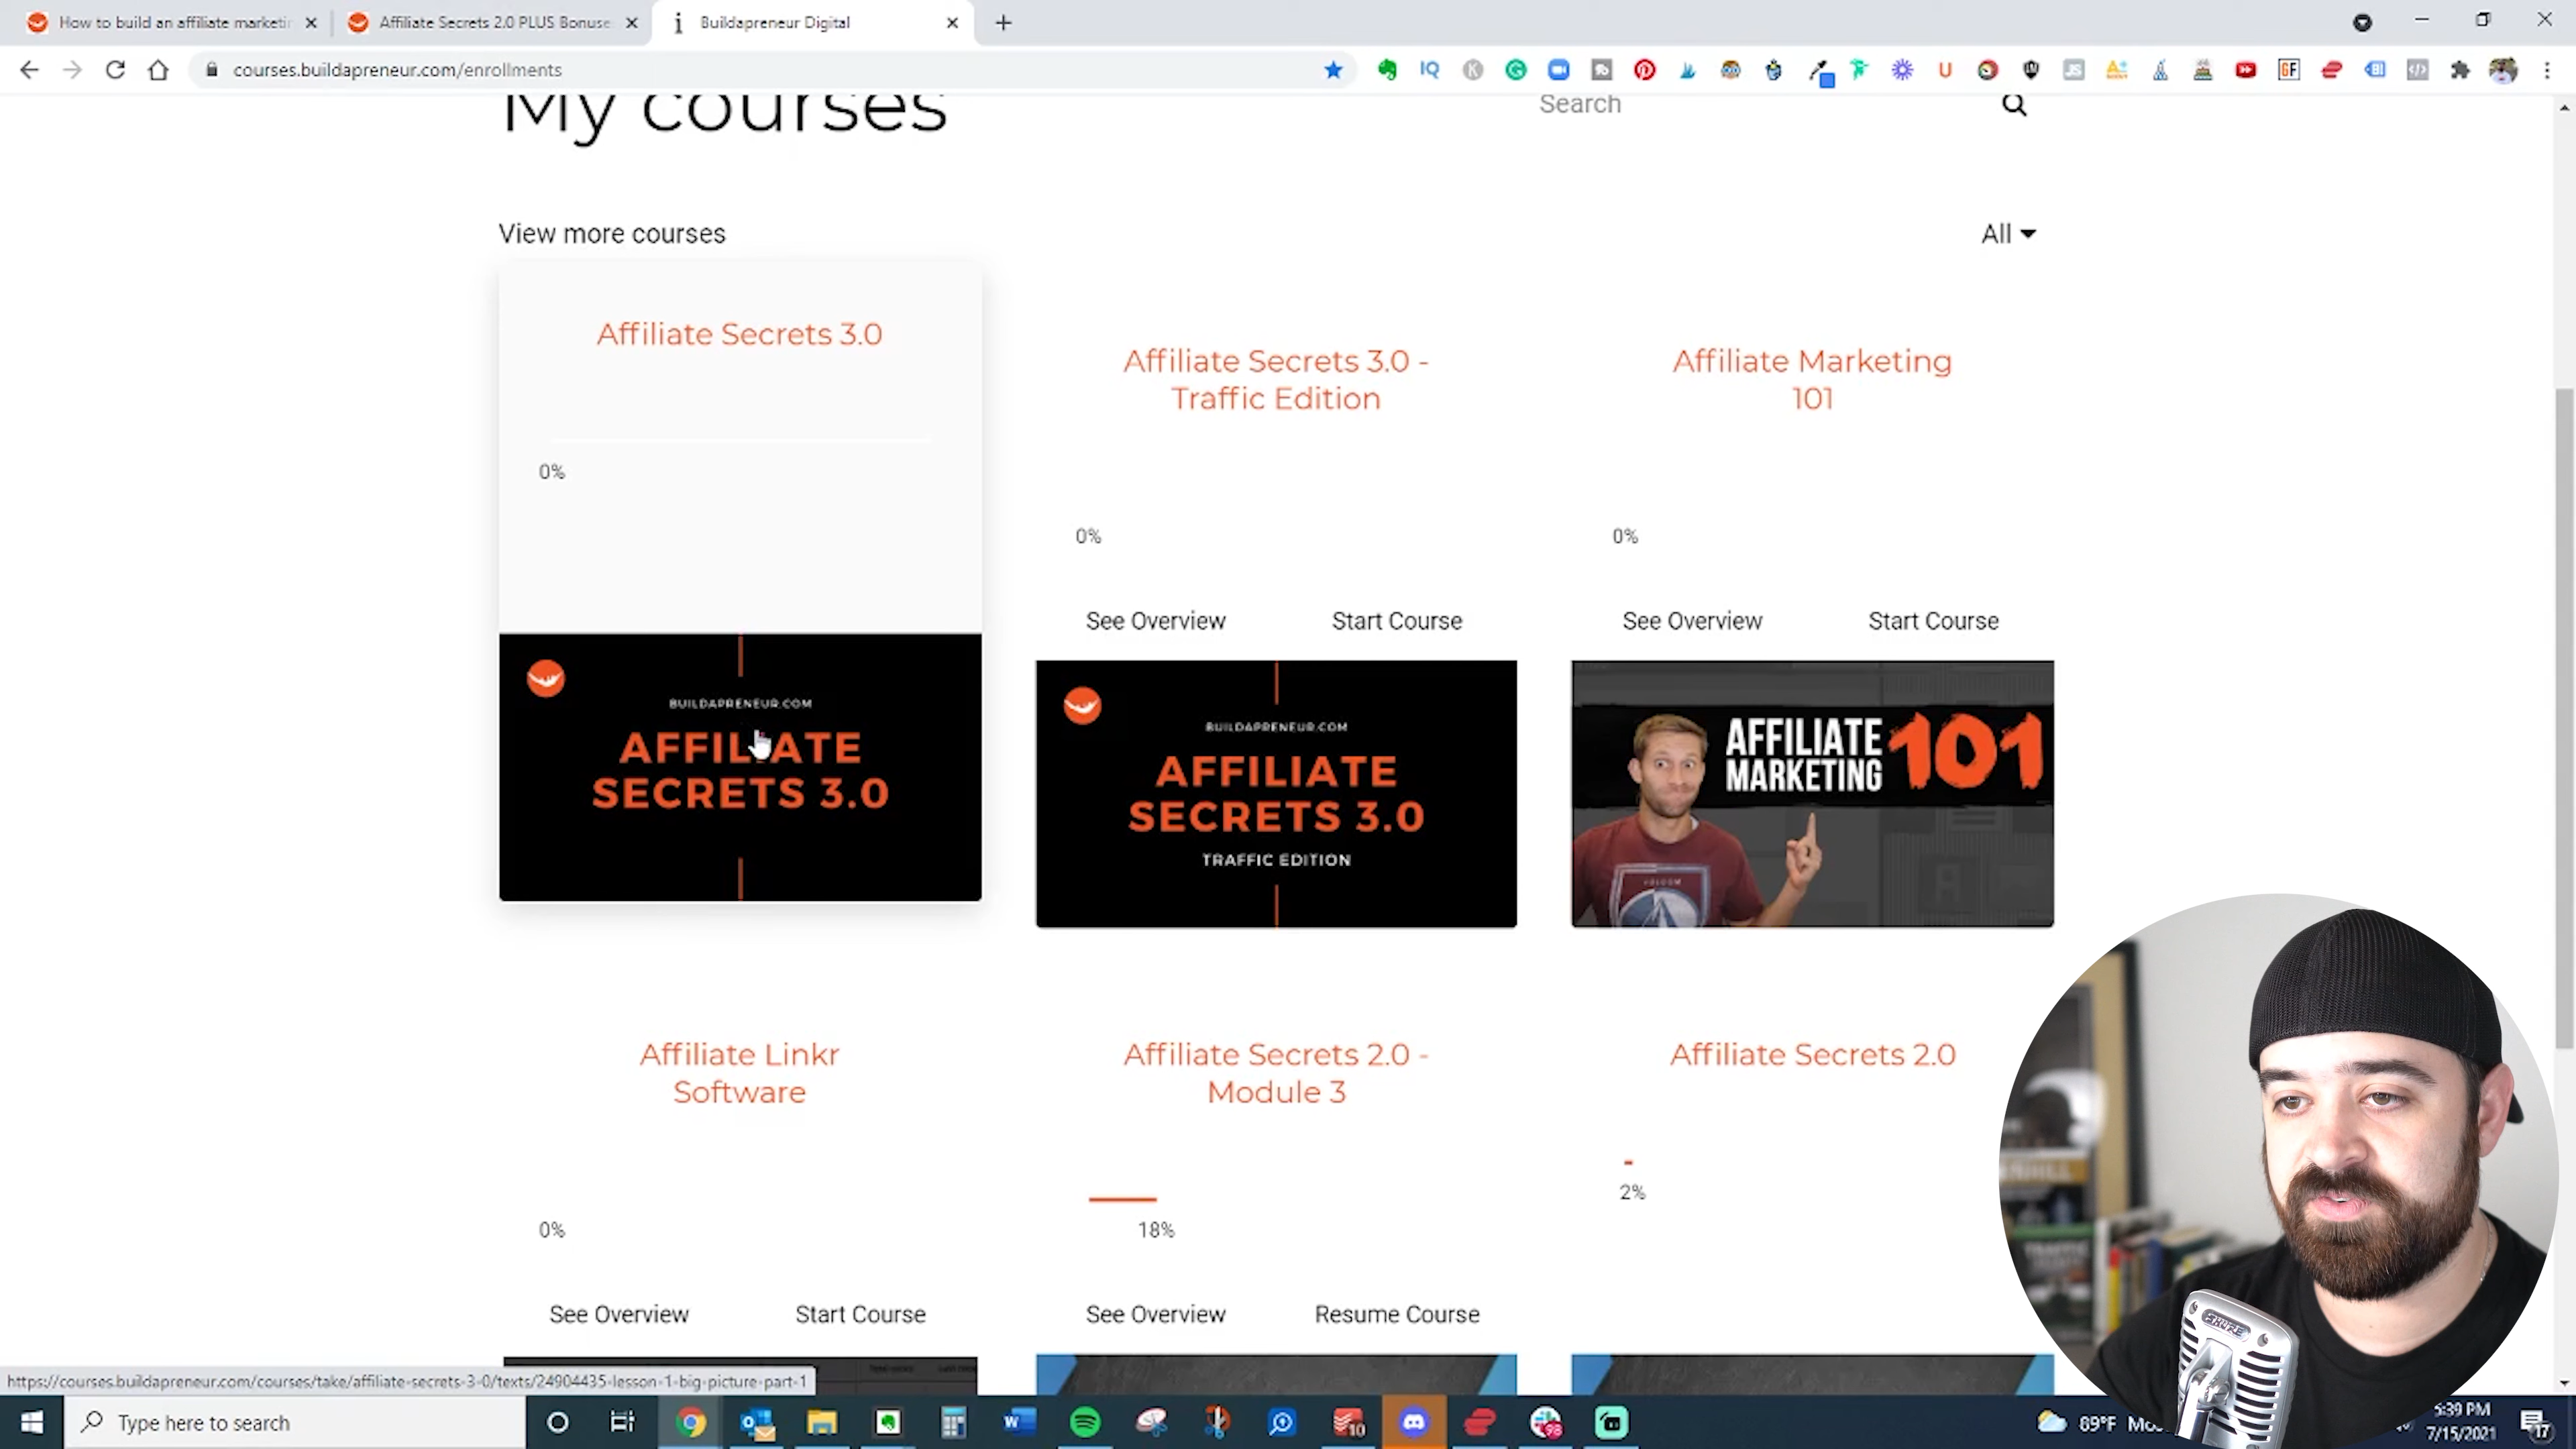 How to build an affiliate marketi
Affiliate Secrets 2.0 PLUS Bonuse
Buildapreneur Digital
courses.buildapreneur.com/enrollments
My courses
Search
View more courses
All
Affiliate Secrets 3.0
0%
BUILDAPRENEUR.COM
AFFILIATE
SECRETS 3.0
Affiliate Secrets 3.0 -
Traffic Edition
0%
See Overview Start Course
BUILDAPRENEUR.COM
AFFILIATE
SECRETS 3.0
TRAFFIC EDITION
Affiliate Marketing
101
0%
See Overview Start Course
AFFILIATE
MARKETING 101
Affiliate Linkr
Software
0%
See Overview Start Course
Affiliate Secrets 2.0 -
Module 3
18%
See Overview Resume Course
Affiliate Secrets 2.0
2%
SHURE
https://courses.buildapreneur.com/courses/take/affiliate-secrets-3-0/texts/24904435-lesson-1-big-picture-part-1
Type here to search
89°F
:39 PM
7/15/2021
17